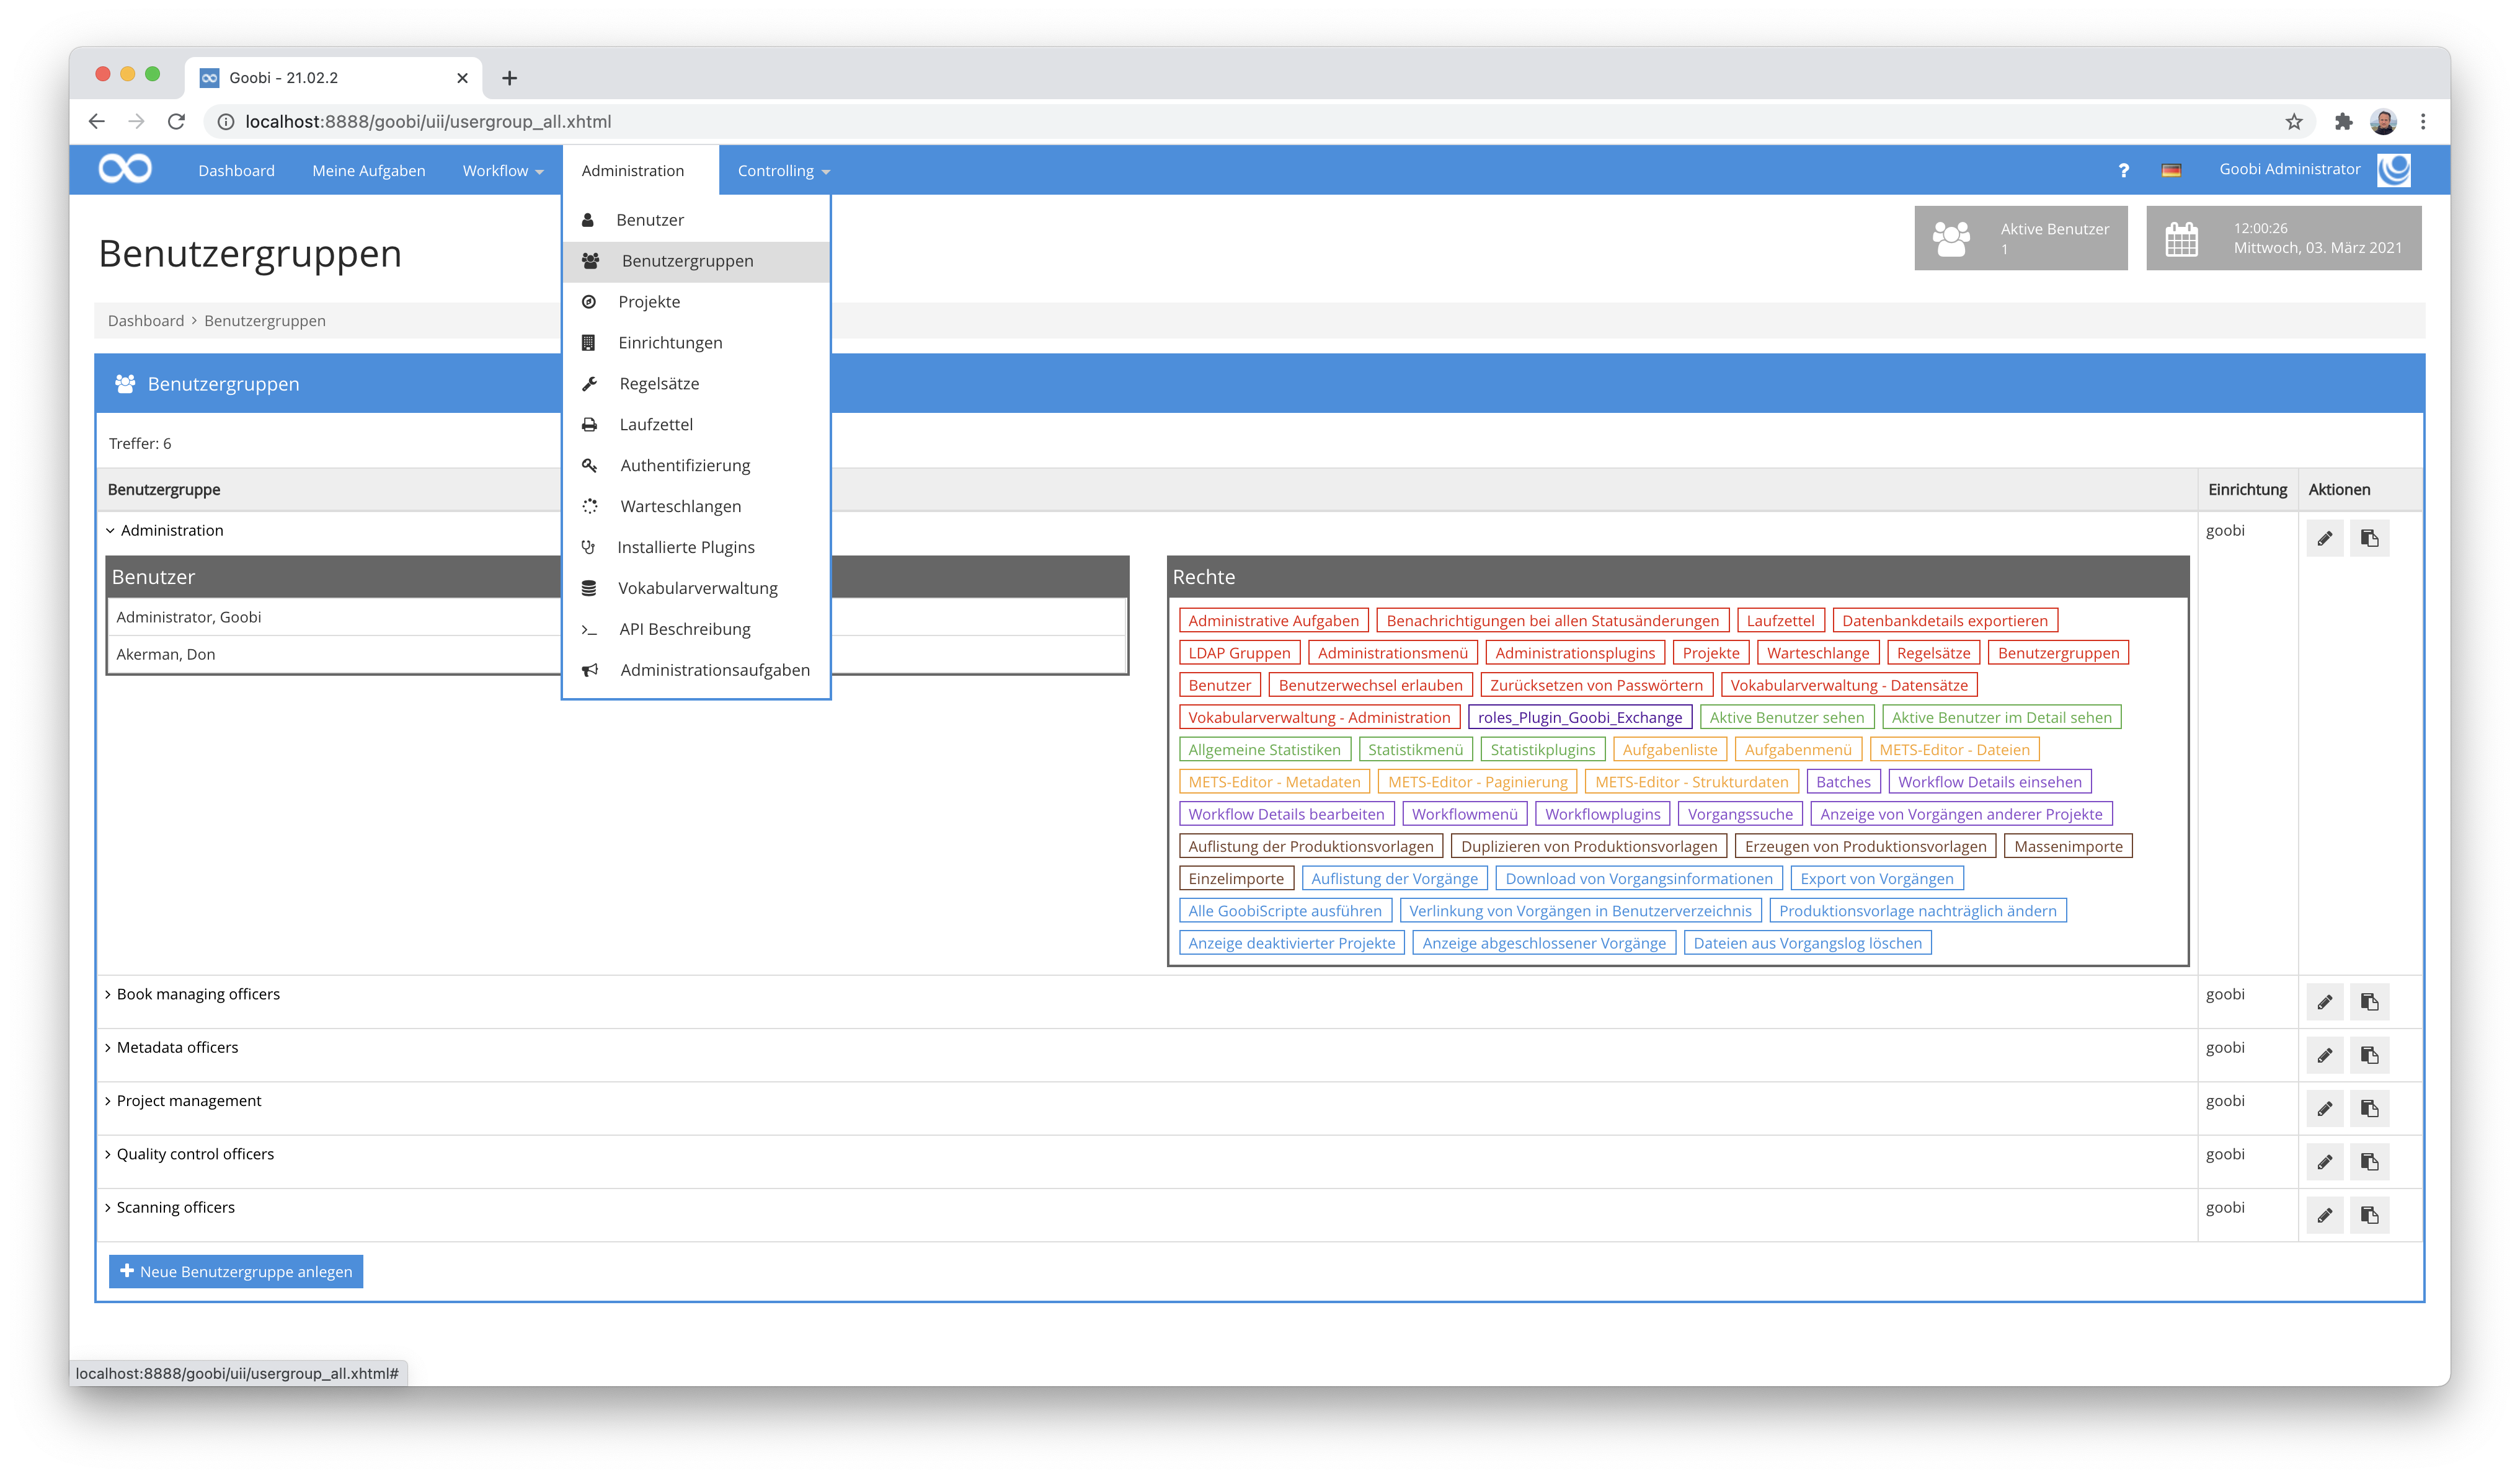 Goobi - 21.02.2
localhost:8888/goobi/uii/usergroup_all.xhtml
Dashboard Meine Aufgaben Workflow Administration Controlling ? Goobi Administrator
Benutzer
Benutzergruppen
Projekte
Einrichtungen
Regelsätze
Laufzettel
Authentifizierung
Warteschlangen
Installierte Plugins
Vokabularverwaltung
API Beschreibung
Administrationsaufgaben
Benutzergruppen
Aktive Benutzer
1
12:00:26
Mittwoch, 03. März 2021
Dashboard > Benutzergruppen
Benutzergruppen
Treffer: 6
Benutzergruppe Einrichtung Aktionen
Administration goobi
Benutzer
Administrator, Goobi
Akerman, Don
Rechte
Administrative Aufgaben Benachrichtigungen bei allen Statusänderungen Laufzettel Datenbankdetails exportieren
LDAP Gruppen Administrationsmenü Administrationsplugins Projekte Warteschlange Regelsätze Benutzergruppen
Benutzer Benutzerwechsel erlauben Zurücksetzen von Passwörtern Vokabularverwaltung - Datensätze
Vokabularverwaltung - Administration roles_Plugin_Goobi_Exchange Aktive Benutzer sehen Aktive Benutzer im Detail sehen
Allgemeine Statistiken Statistikmenü Statistikplugins Aufgabenliste Aufgabenmenü METS-Editor - Dateien
METS-Editor - Metadaten METS-Editor - Paginierung METS-Editor - Strukturdaten Batches Workflow Details einsehen
Workflow Details bearbeiten Workflowmenü Workflowplugins Vorgangssuche Anzeige von Vorgängen anderer Projekte
Auflistung der Produktionsvorlagen Duplizieren von Produktionsvorlagen Erzeugen von Produktionsvorlagen Massenimporte
Einzelimporte Auflistung der Vorgänge Download von Vorgangsinformationen Export von Vorgängen
Alle GoobiScripte ausführen Verlinkung von Vorgängen in Benutzerverzeichnis Produktionsvorlage nachträglich ändern
Anzeige deaktivierter Projekte Anzeige abgeschlossener Vorgänge Dateien aus Vorgangslog löschen
Book managing officers goobi
Metadata officers goobi
Project management goobi
Quality control officers goobi
Scanning officers goobi
Neue Benutzergruppe anlegen
localhost:8888/goobi/uii/usergroup_all.xhtml#